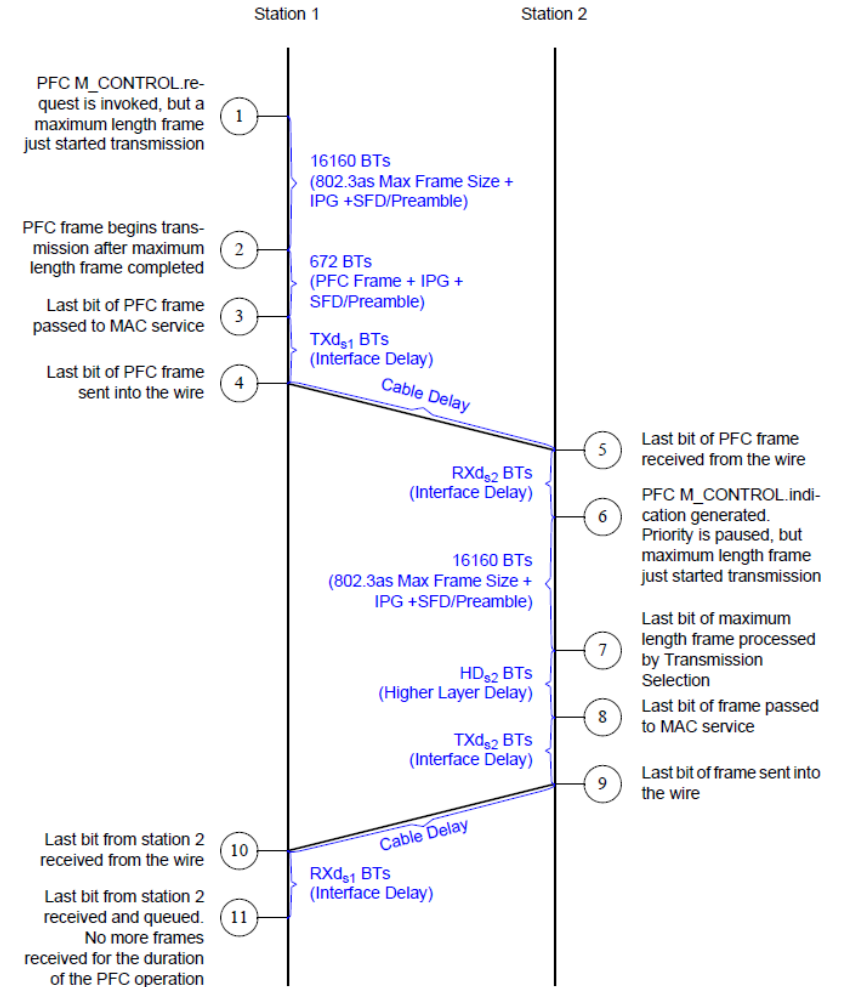 Station 1
Station 2
PFC M_CONTROL.re-
quest is invoked, but a
maximum length frame
just started transmission
1
16160 BTs
(802.3as Max Frame Size +
IPG +SFD/Preamble)
PFC frame begins trans-
mission after maximum
length frame completed
2
672 BTs
(PFC Frame + IPG +
SFD/Preamble)
Last bit of PFC frame
passed to MAC service
3
TXds1 BTs
(Interface Delay)
Last bit of PFC frame
sent into the wire
4
Cable Delay
5
Last bit of PFC frame
received from the wire
RXds2 BTs
(Interface Delay)
6
PFC M_CONTROL.indi-
cation generated.
Priority is paused, but
maximum length frame
just started transmission
16160 BTs
(802.3as Max Frame Size +
IPG +SFD/Preamble)
7
Last bit of maximum
length frame processed
by Transmission
Selection
HDs2 BTs
(Higher Layer Delay)
8
Last bit of frame passed
to MAC service
TXds2 BTs
(Interface Delay)
9
Last bit of frame sent into
the wire
Cable Delay
Last bit from station 2
received from the wire
10
RXds1 BTs
(Interface Delay)
Last bit from station 2
received and queued.
No more frames
received for the duration
of the PFC operation
11